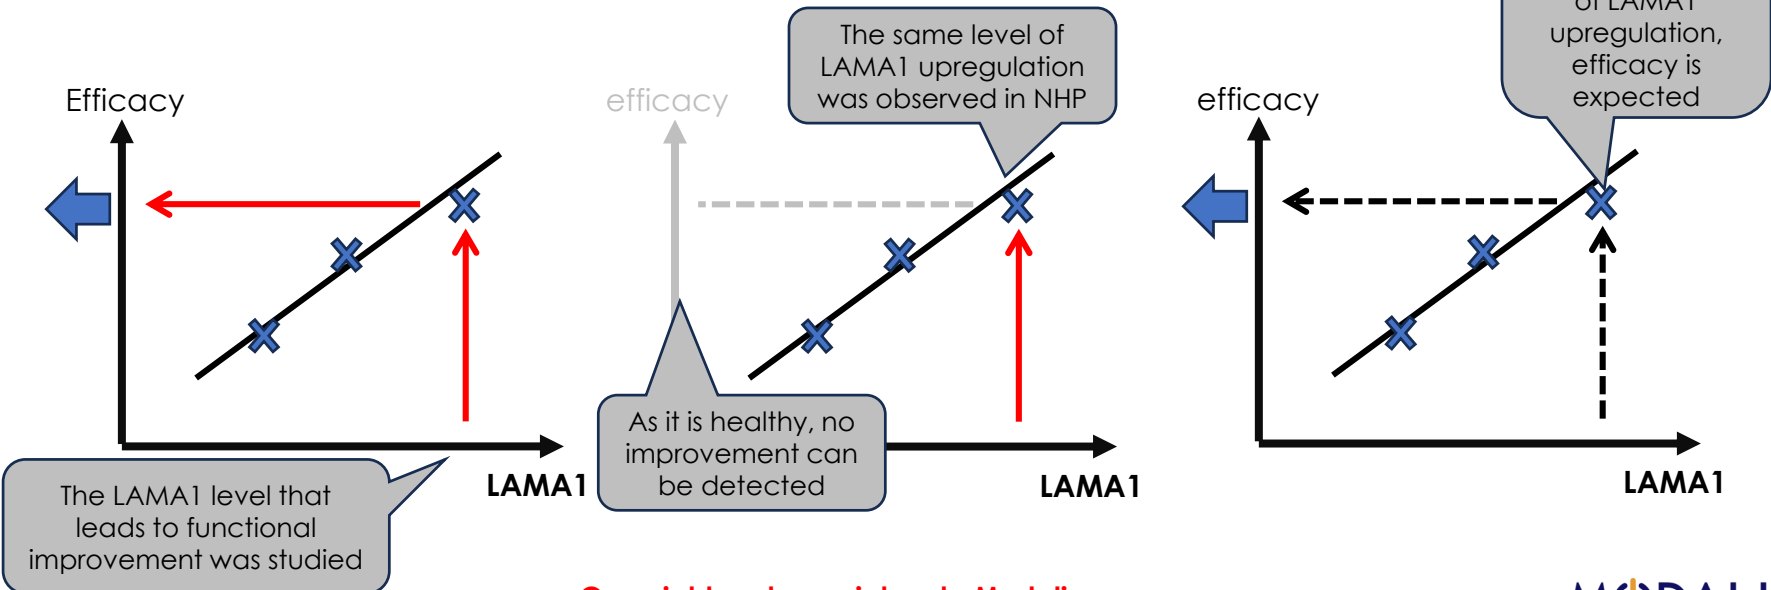 Efficacy
The LAMA1 level that
leads to functional
improvement was studied
LAMA1
efficacy
The same level of
LAMA1 upregulation
was observed in NHP
As it is healthy, no
improvement can
be detected
LAMA1
efficacy
of LAMA1
upregulation,
efficacy is
expected
LAMA1